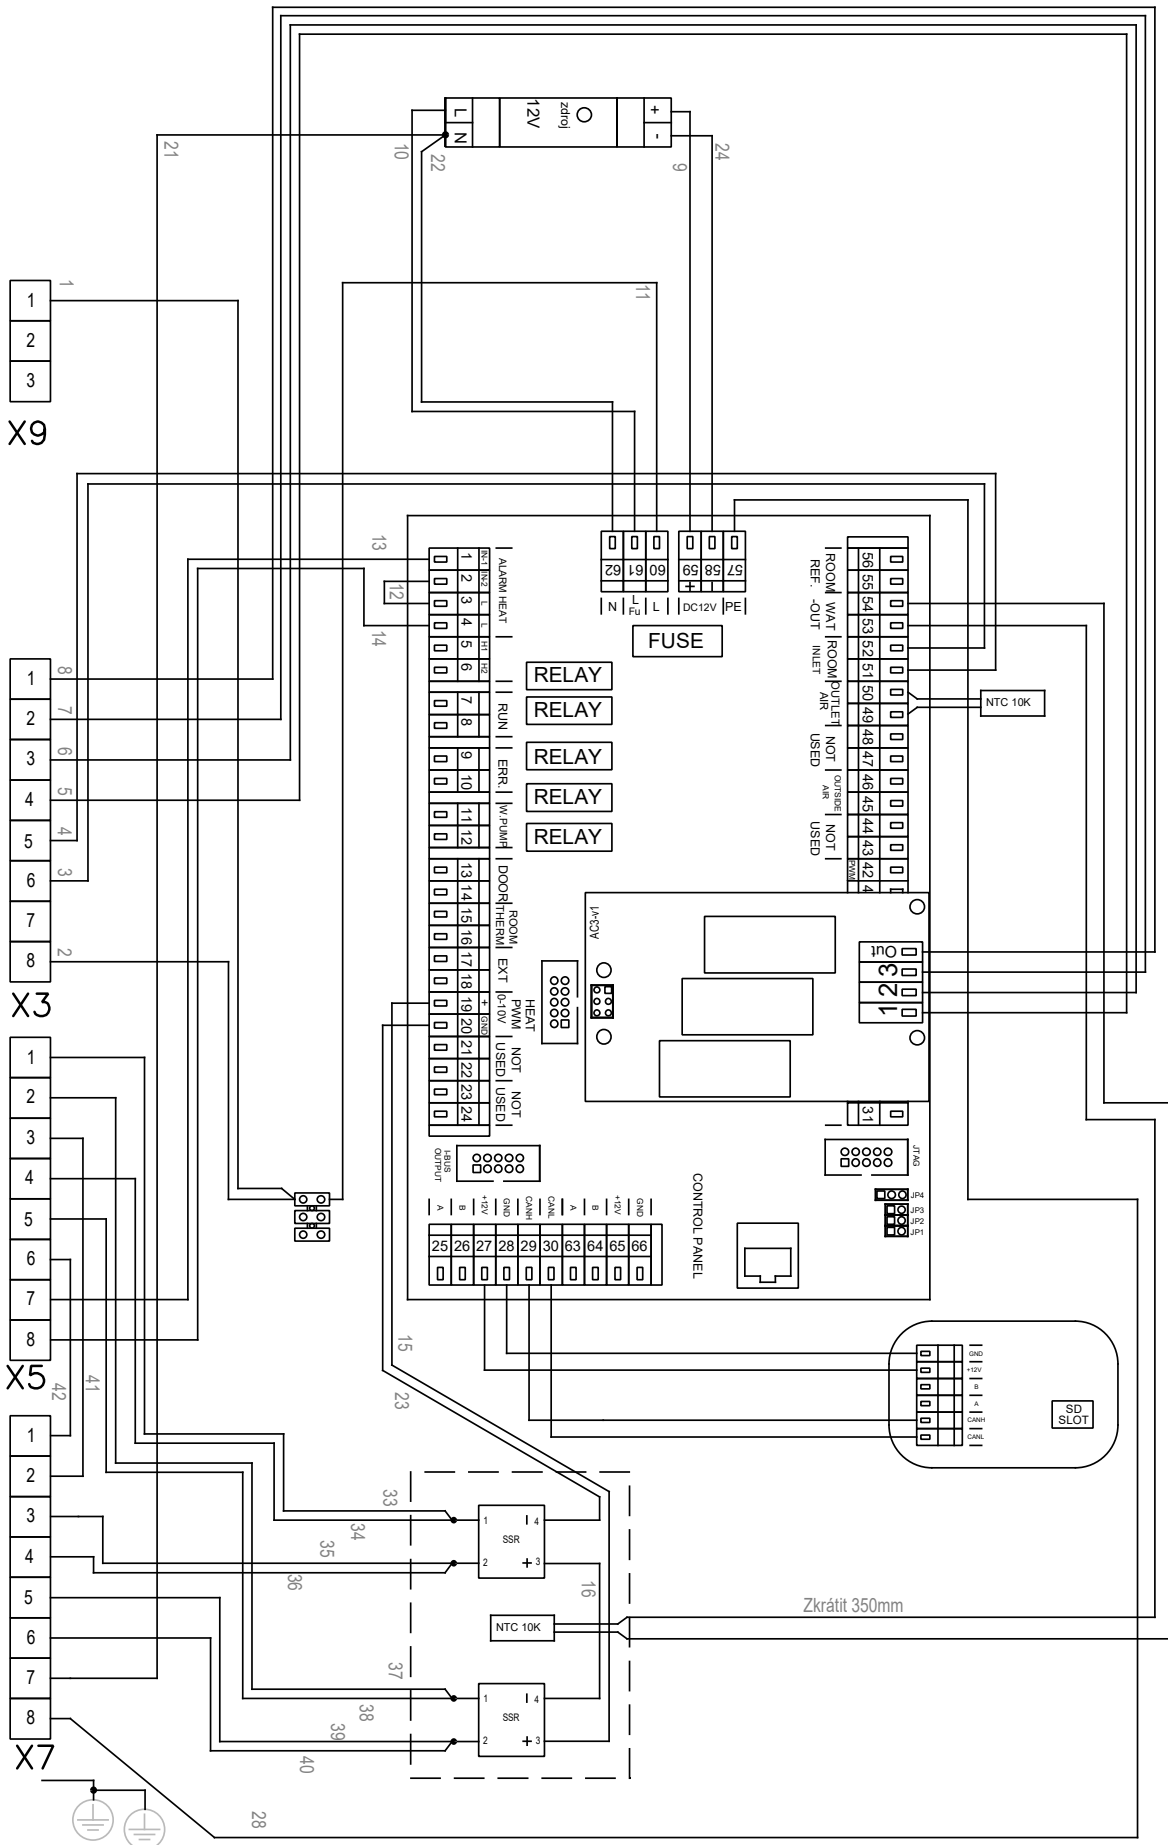 L
N
12V
zdroj
+
-
21
10
22
9
24
11
1
1
2
3
X9
8
7
6
5
4
3
2
1
2
3
4
5
6
7
8
X3
1
2
3
4
5
6
7
8
X5
42
41
1
2
3
4
5
6
7
8
X7
13
12
14
1 IN-1
2 IN-2
3 L
4 L
5 H1
6 H2
7
8
9
10
11
12
13
14
15
16
17
18
19 +
20 GND
21
22
23
24
ALARM HEAT
RUN
ERR.
W.PUMP
DOOR
ROOM
THERM
EXT
HEAT
PWM
0-10V
NOT
USED
NOT
USED
62
61
60
59
58
57
+
–
N
L
Fu
L
DC12V
PE
FUSE
RELAY
RELAY
RELAY
RELAY
RELAY
56
55
54
53
52
51
50
49
48
47
46
45
44
43
42
4
31
ROOM
REF.
WAT
-OUT
ROOM
INLET
OUTLET
AIR
NOT
USED
OUTSIDE
AIR
NOT
USED
PWM
NTC 10K
AC3-v1
Out
3
2
1
I-BUS
OUTPUT
JTAG
JP4
JP3
JP2
JP1
CONTROL PANEL
A
B
+12V
GND
CANH
CANL
A
B
+12V
GND
25
26
27
28
29
30
63
64
65
66
GND
+12V
B
A
CANH
CANL
SD
SLOT
15
23
33
34
35
36
1
2
SSR
– 4
+ 3
16
NTC 10K
Zkrátit 350mm
37
38
39
40
1
2
SSR
– 4
+ 3
28